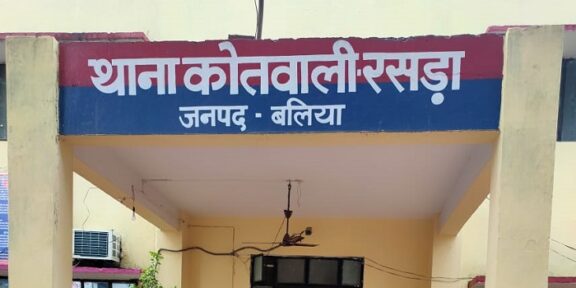 थाना कोतवाली-रसड़ा
जनपद - बलिया